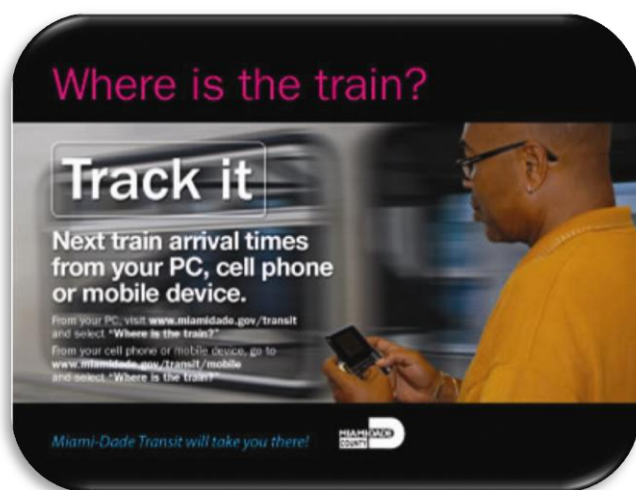 Where is the train?
Track it
Next train arrival times
from your PC, cell phone
or mobile device.
From your PC, visit www.miamidade.gov/transit
and select "Where is the train?"
From your cell phone or mobile device, go to
www.miamidade.gov/transit/mobile
and select "Where is the train?"
Miami-Dade Transit will take you there!
MIAMI-DADE
COUNTY